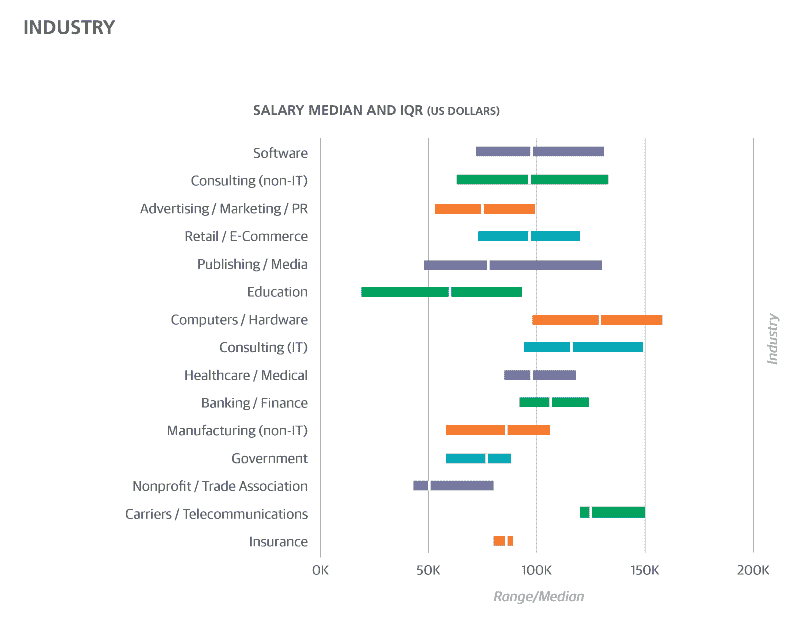 INDUSTRY
SALARY MEDIAN AND IQR (US DOLLARS)
Software
Consulting (non-IT)
Advertising / Marketing / PR
Retail / E-Commerce
Publishing / Media
Education
Computers / Hardware
Consulting (IT)
Healthcare / Medical
Banking / Finance
Manufacturing (non-IT)
Government
Nonprofit / Trade Association
Carriers / Telecommunications
Insurance
0K 50K 100K 150K 200K
Range/Median
Industry